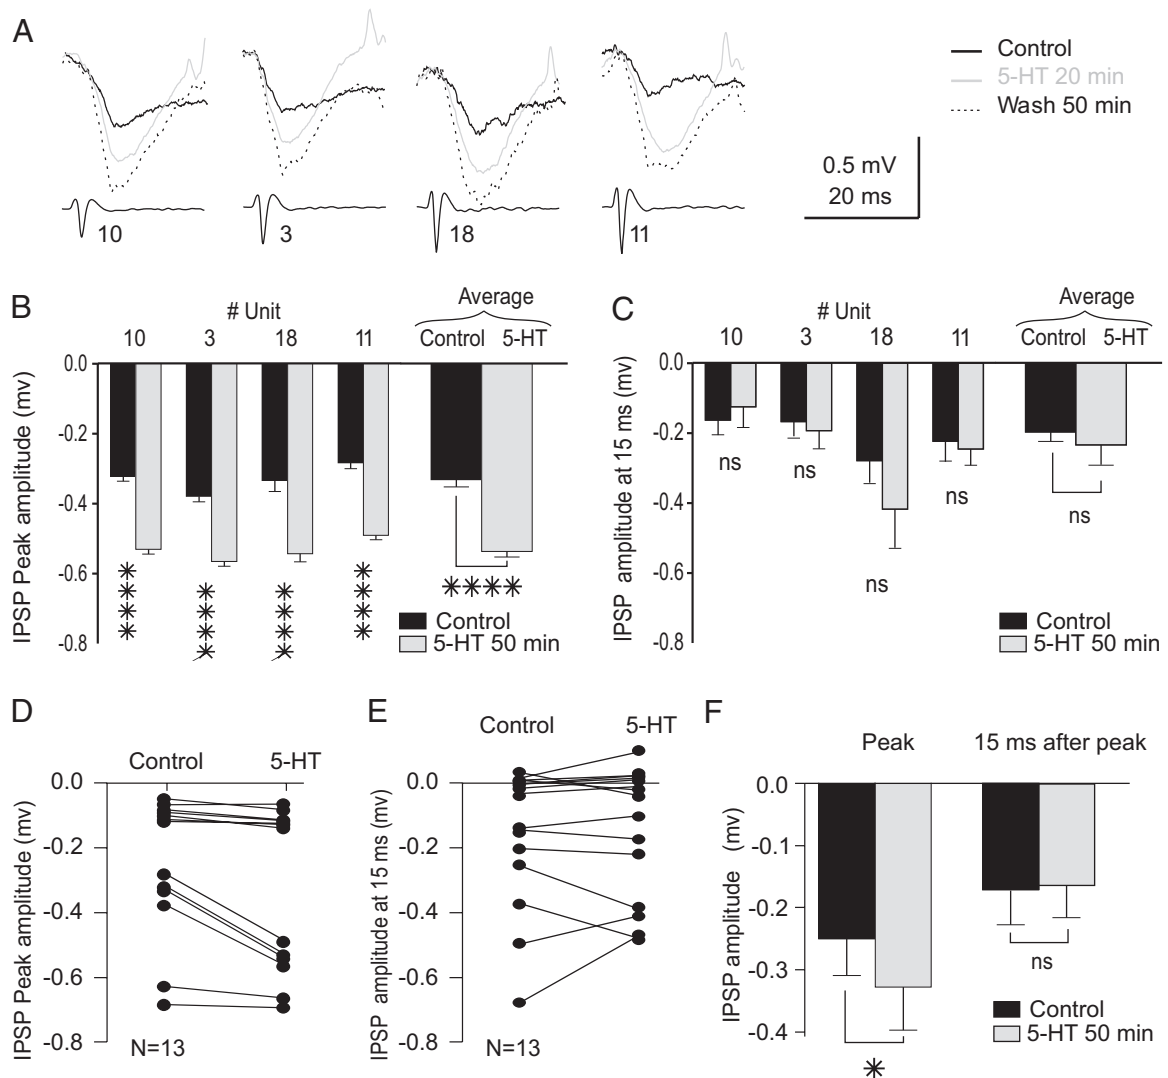 A
Control
5-HT 20 min
Wash 50 min
0.5 mV
20 ms
10
3
18
11
B
# Unit
Average
10
3
18
11
Control
5-HT
IPSP Peak amplitude (mv)
0.0
-0.2
-0.4
-0.6
-0.8
Control
5-HT 50 min
C
# Unit
Average
10
3
18
11
Control
5-HT
IPSP amplitude at 15 ms (mv)
0.0
-0.2
-0.4
-0.6
-0.8
ns
ns
ns
ns
ns
Control
5-HT 50 min
D
Control
5-HT
IPSP Peak amplitude (mv)
0.0
-0.2
-0.4
-0.6
-0.8
N=13
E
Control
5-HT
IPSP amplitude at 15 ms (mv)
0.0
-0.2
-0.4
-0.6
-0.8
N=13
F
Peak
15 ms after peak
IPSP amplitude (mv)
0.0
-0.1
-0.2
-0.3
-0.4
ns
Control
5-HT 50 min